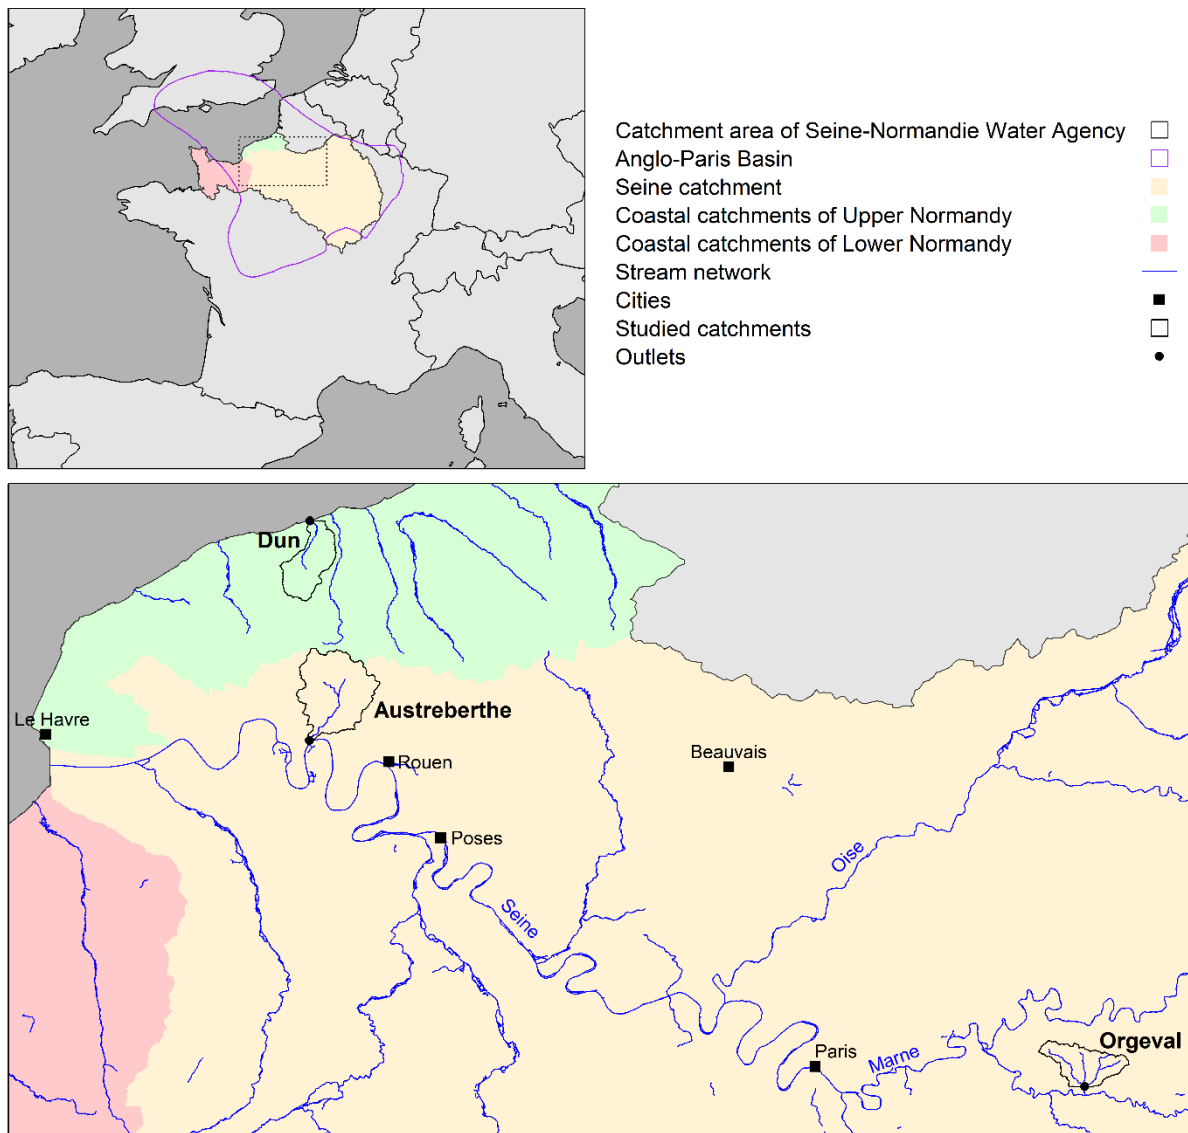 Catchment area of Seine-Normandie Water Agency
Anglo-Paris Basin
Seine catchment
Coastal catchments of Upper Normandy
Coastal catchments of Lower Normandy
Stream network
Cities
Studied catchments
Outlets
Dun
Austreberthe
Le Havre
Rouen
Beauvais
Poses
Oise
Seine
Orgeval
Paris
Marne